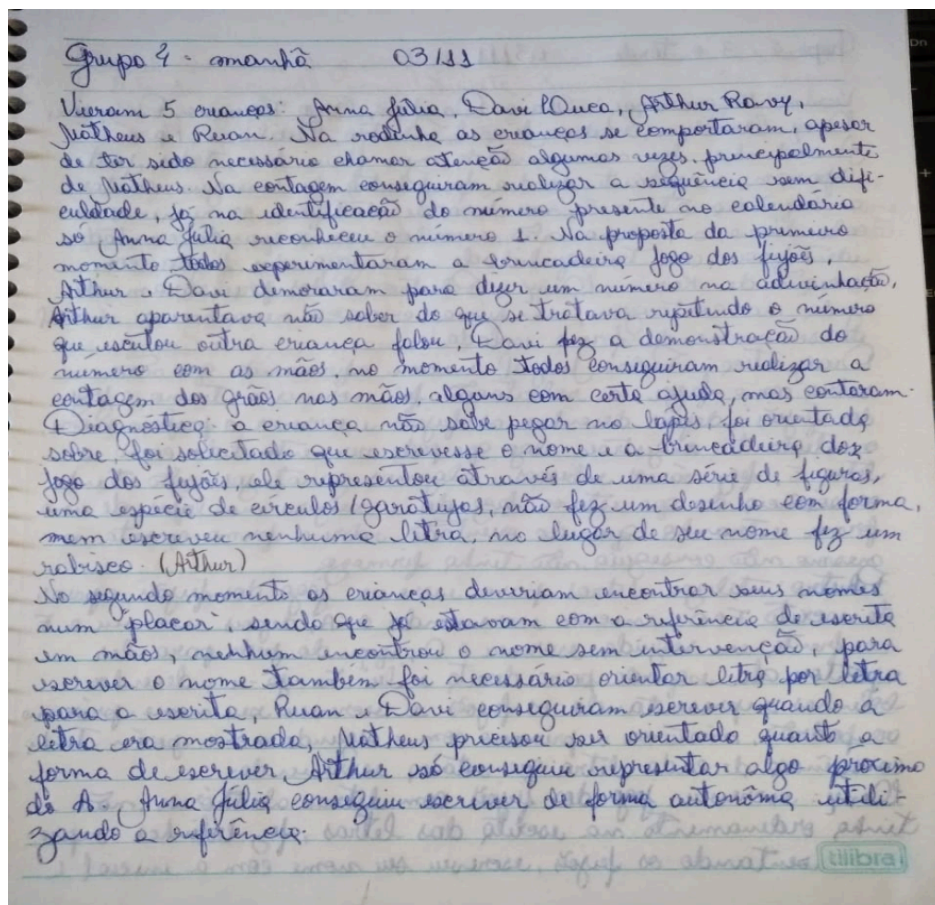 Grupo 4 - manhã 03/11
Vieram 5 crianças: Anna Júlia, Davi Luca, Arthur Ravy,
Matheus e Ruan. Na rodinha as crianças se comportaram, apesar
de ter sido necessário chamar atenção algumas vezes, principalmente
de Matheus. Na contagem conseguiram realizar a sequência sem difi-
culdade, já na identificação do número presente no calendário
só Anna Júlia reconheceu o número 1. Na proposta do primeiro
momento todos experimentaram a brincadeira jogo dos feijões,
Arthur e Davi demoraram para dizer um número na adivinhação,
Arthur aparentava não saber do que se tratava repetindo o número
que escutou outra criança falou, Davi fez a demonstração do
número com as mãos, no momento todos conseguiram realizar a
contagem dos grãos nas mãos, alguns com certa ajuda, mas contaram.
Diagnóstico: a criança não sabe pegar no lápis, foi orientada
sobre, foi solicitado que escrevesse o nome e a brincadeira do
jogo dos feijões, ele representou através de uma série de figuras,
uma espécie de círculos/garatujas, não fez um desenho com forma,
nem escreveu nenhuma letra, no lugar de seu nome fez um
rabisco. (Arthur)
No segundo momento as crianças deveriam encontrar seus nomes
num "placar", sendo que já estavam com a referência de escrita
em mãos, nenhum encontrou o nome sem intervenção, para
escrever o nome também foi necessário orientar letra por letra
para a escrita, Ruan e Davi conseguiram escrever quando a
letra era mostrada, Matheus precisou ser orientado quanto a
forma de escrever, Arthur só conseguiu representar algo próximo
do A. Anna Júlia conseguiu escrever de forma autonôma utili-
zando a referência.
tilibra